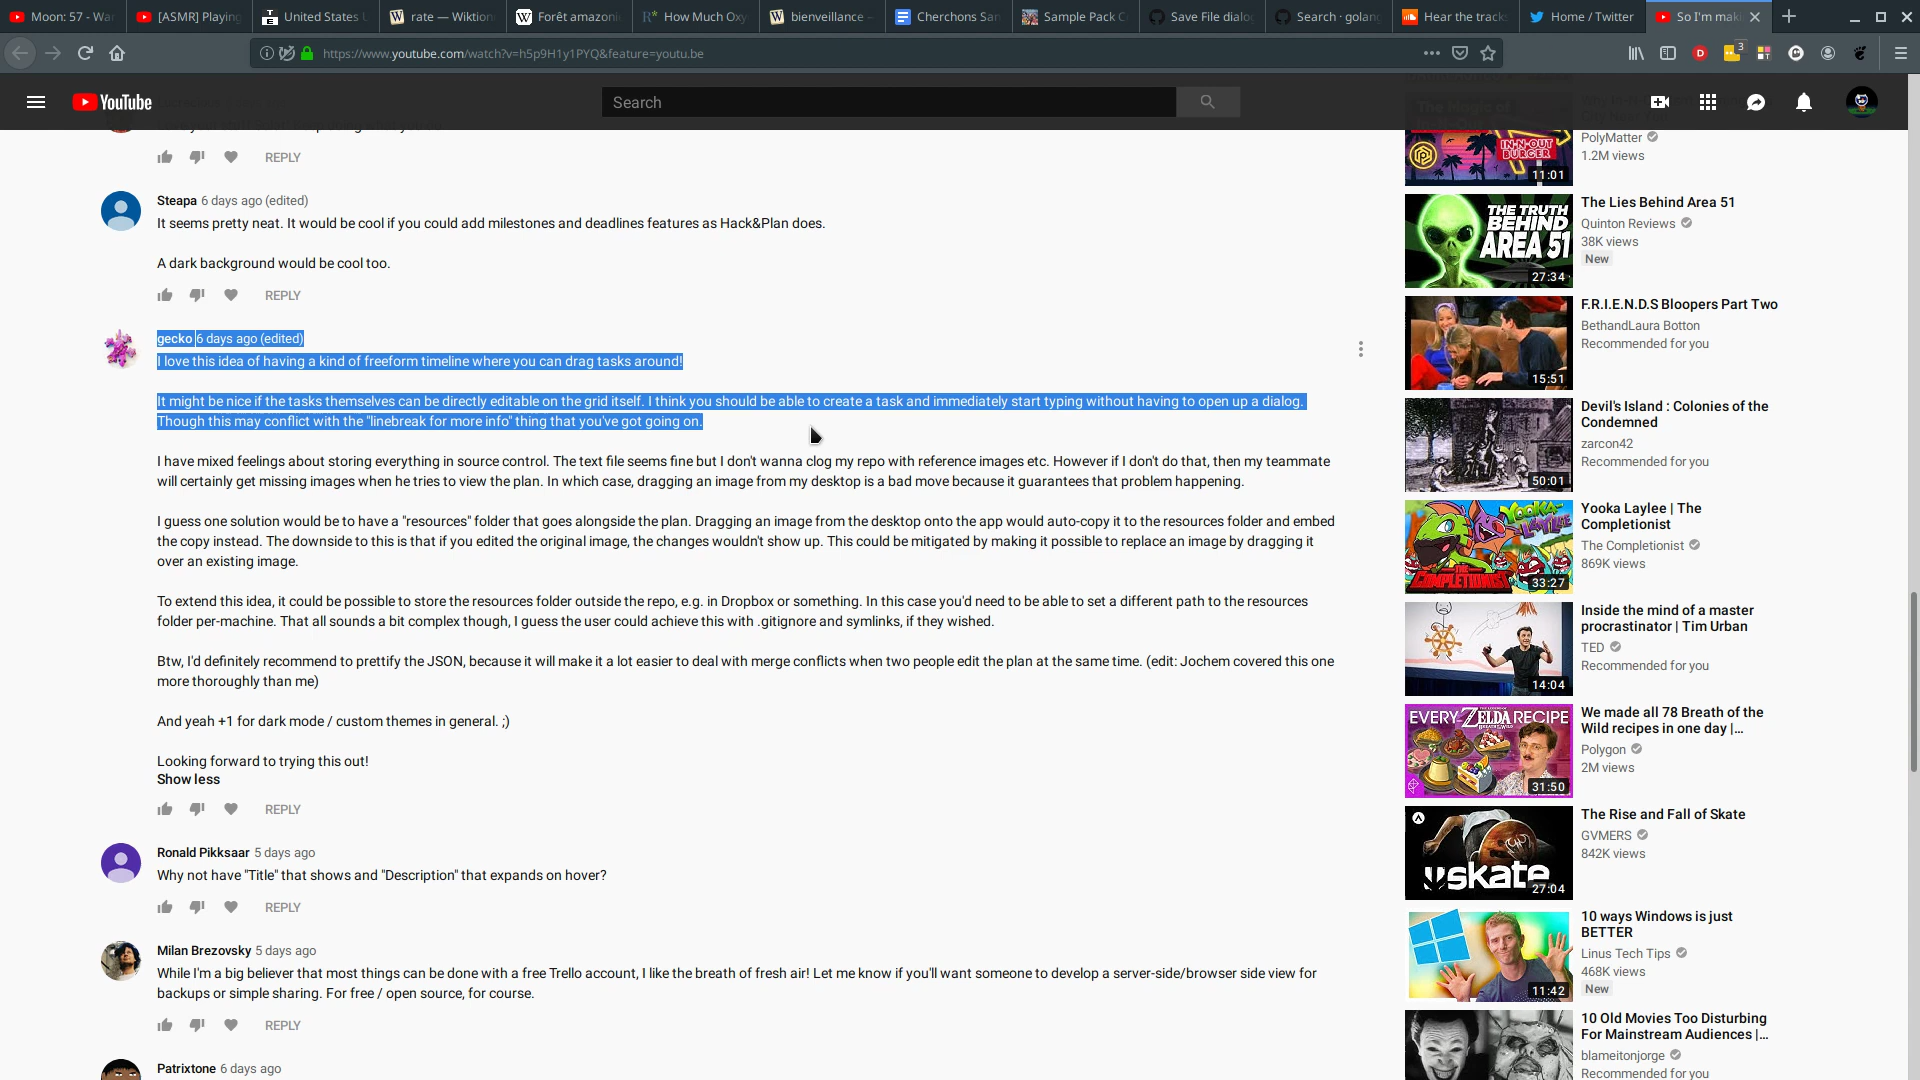 Moon: 57 - Wa
[ASMR] Playing
United States
rate — Wiktion
Forêt amazoni
How Much Oxy
bienveillance -
Cherchons San
Sample Pack C
Save File dialo
Search · golang
Hear the track
Home / Twitter
So I'm mak
https://www.youtube.com/watch?v=h5p9H1y1PYQ&feature=youtu.be
3
YouTube
Search
REPLY
Steapa 6 days ago (edited)
It seems pretty neat. It would be cool if you could add milestones and deadlines features as Hack&Plan does.
A dark background would be cool too.
REPLY
gecko 6 days ago (edited)
I love this idea of having a kind of freeform timeline where you can drag tasks around!
It might be nice if the tasks themselves can be directly editable on the grid itself. I think you should be able to create a task and immediately start typing without having to open up a dialog.
Though this may conflict with the "linebreak for more info" thing that you've got going on.
I have mixed feelings about storing everything in source control. The text file seems fine but I don't wanna clog my repo with reference images etc. However if I don't do that, then my teammate
will certainly get missing images when he tries to view the plan. In which case, dragging an image from my desktop is a bad move because it guarantees that problem happening.
I guess one solution would be to have a "resources" folder that goes alongside the plan. Dragging an image from the desktop onto the app would auto-copy it to the resources folder and embed
the copy instead. The downside to this is that if you edited the original image, the changes wouldn't show up. This could be mitigated by making it possible to replace an image by dragging it
over an existing image.
To extend this idea, it could be possible to store the resources folder outside the repo, e.g. in Dropbox or something. In this case you'd need to be able to set a different path to the resources
folder per-machine. That all sounds a bit complex though, I guess the user could achieve this with .gitignore and symlinks, if they wished.
Btw, I'd definitely recommend to prettify the JSON, because it will make it a lot easier to deal with merge conflicts when two people edit the plan at the same time. (edit: Jochem covered this one
more thoroughly than me)
And yeah +1 for dark mode / custom themes in general. ;)
Looking forward to trying this out!
Show less
REPLY
Ronald Pikksaar 5 days ago
Why not have "Title" that shows and "Description" that expands on hover?
REPLY
Milan Brezovsky 5 days ago
While I'm a big believer that most things can be done with a free Trello account, I like the breath of fresh air! Let me know if you'll want someone to develop a server-side/browser side view for
backups or simple sharing. For free / open source, for course.
REPLY
Patrixtone 6 days ago
IN-N-OUT
BURGER
11:01
PolyMatter
1.2M views
THE TRUTH
BEHIND
AREA 51
27:34
The Lies Behind Area 51
Quinton Reviews
38K views
New
15:51
F.R.I.E.N.D.S Bloopers Part Two
BethandLaura Botton
Recommended for you
50:01
Devil's Island : Colonies of the
Condemned
zarcon42
Recommended for you
YOOKA-
LAYLEE
THE
COMPLETIONIST
33:27
Yooka Laylee | The
Completionist
The Completionist
869K views
14:04
Inside the mind of a master
procrastinator | Tim Urban
TED
Recommended for you
EVERY ZELDA RECIPE
31:50
We made all 78 Breath of the
Wild recipes in one day |...
Polygon
2M views
skate
27:04
The Rise and Fall of Skate
GVMERS
842K views
11:42
10 ways Windows is just
BETTER
Linus Tech Tips
468K views
New
10 Old Movies Too Disturbing
For Mainstream Audiences |...
blameitonjorge
Recommended for you